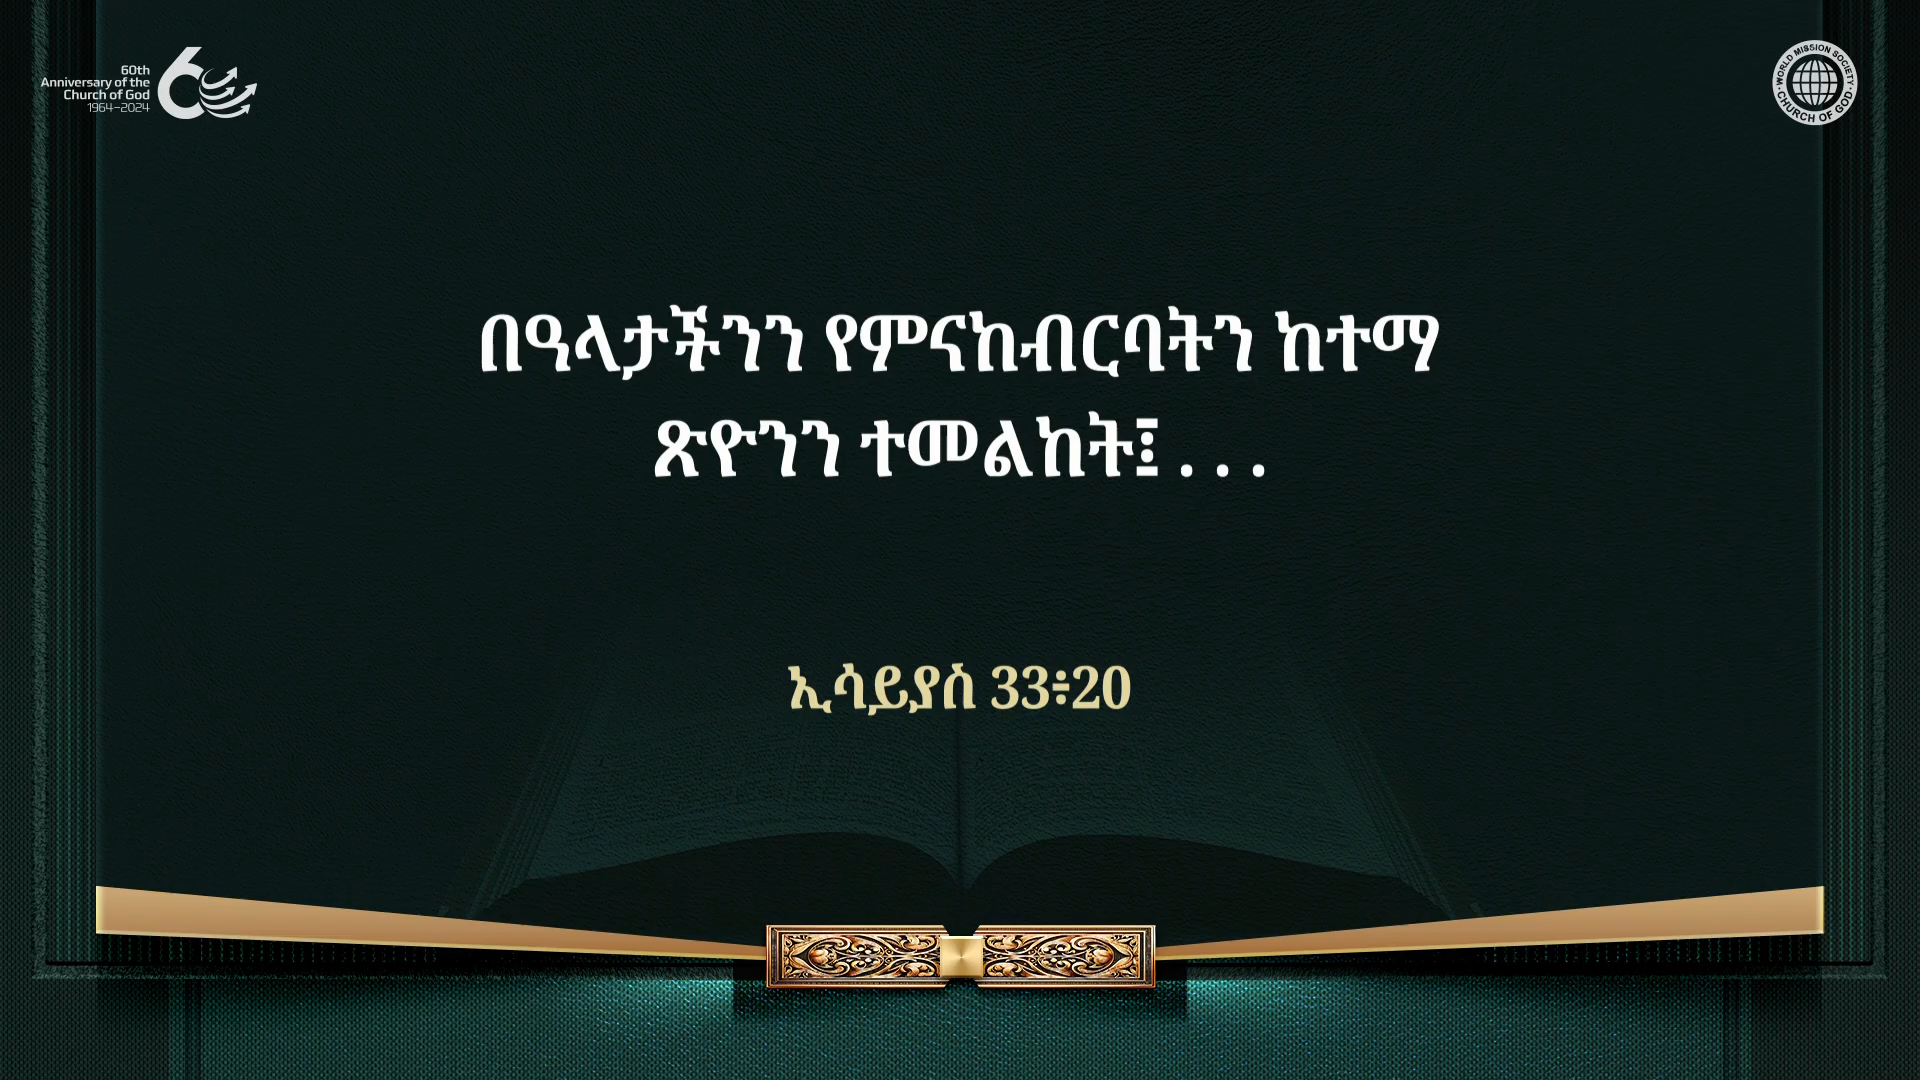 60th
Anniversary of the
Church of God
1964–2024
60
WORLD MISSION SOCIETY
CHURCH OF GOD
በዓላታችንን የምናከብርባትን ከተማ
ጽዮንን ተመልከት፤ . . .
ኢሳይያስ 33፥20